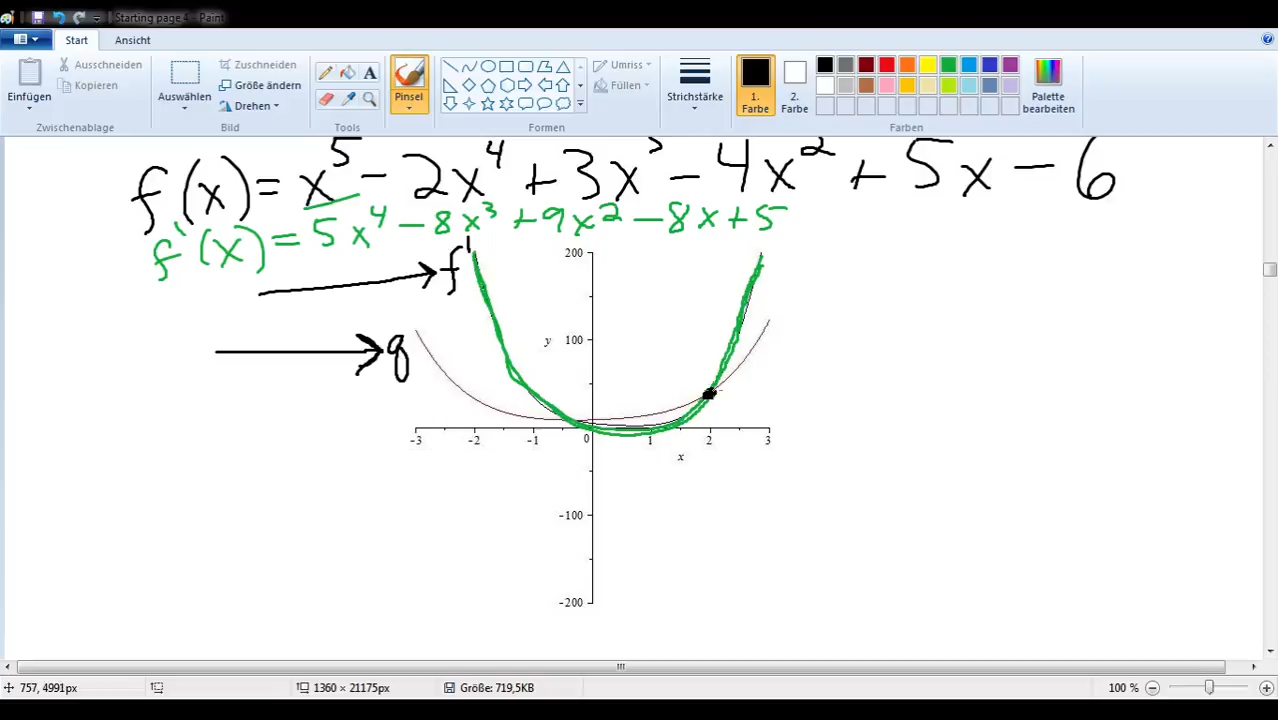 Starting page 4 - Paint
Start Ansicht
Einfügen
Ausschneiden
Kopieren
Zwischenablage
Auswählen
Zuschneiden
Größe ändern
Drehen
Bild
Pinsel
Tools
Umriss
Füllen
Formen
Strichstärke
1. Farbe
2. Farbe
Farben
Palette bearbeiten
f(x) = x⁵ - 2x⁴ + 3x³ - 4x² + 5x - 6
f'(x) = 5x⁴ - 8x³ + 9x² - 8x + 5
f'
g
200
y 100
-3 -2 -1 0 1 2 3
x
-100
-200
757, 4991px
1360 × 21175px
Größe: 719,5KB
100 %